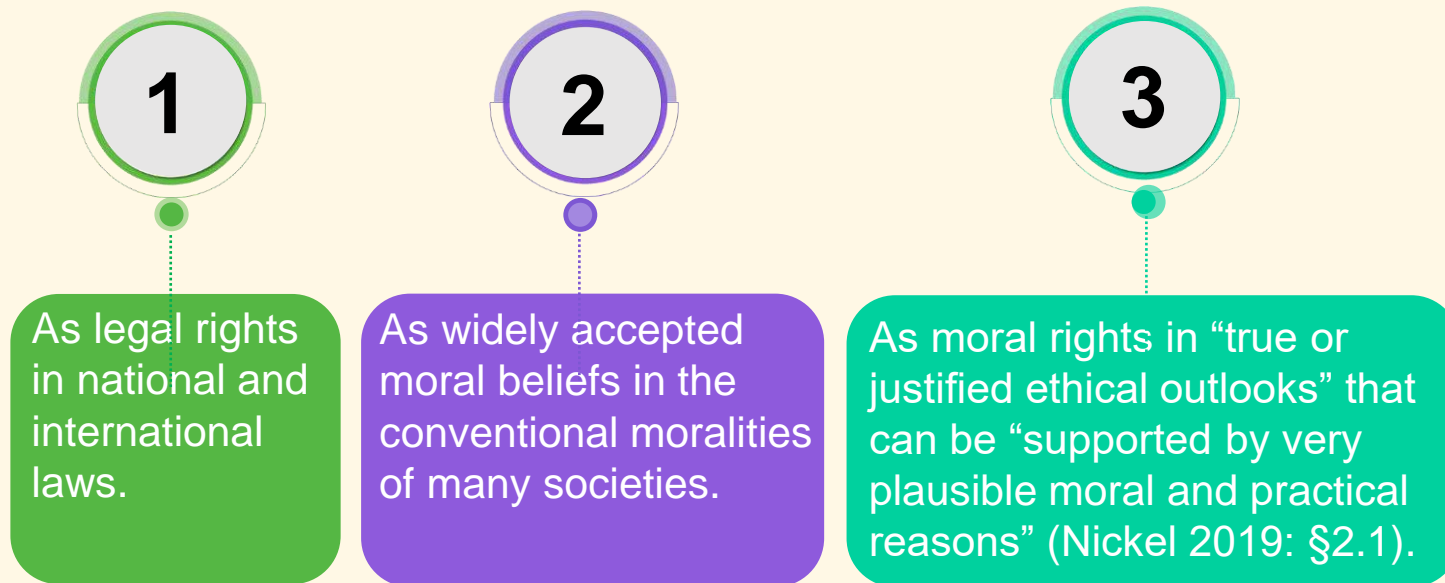 1
As legal rights
in national and
international
laws.
2
As widely accepted
moral beliefs in the
conventional moralities
of many societies.
3
As moral rights in “true or
justified ethical outlooks” that
can be “supported by very
plausible moral and practical
reasons” (Nickel 2019: §2.1).